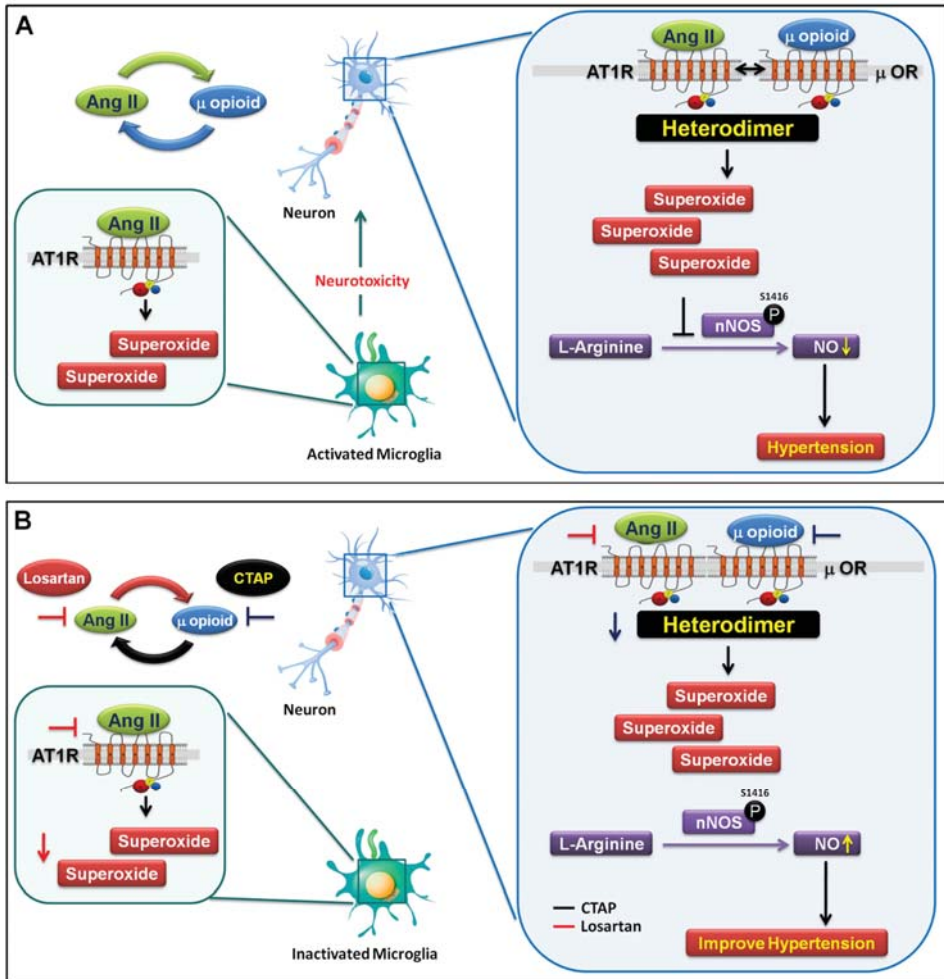 A
Ang II
μ opioid
Neuron
Ang II
AT1R
Superoxide
Superoxide
Neurotoxicity
Activated Microglia
Ang II
μ opioid
AT1R
μ OR
Heterodimer
Superoxide
Superoxide
Superoxide
S1416
P
nNOS
L-Arginine
NO
Hypertension
B
Losartan
CTAP
Ang II
μ opioid
Neuron
Ang II
AT1R
Superoxide
Superoxide
Inactivated Microglia
Ang II
μ opioid
AT1R
μ OR
Heterodimer
Superoxide
Superoxide
Superoxide
S1416
P
nNOS
L-Arginine
NO
CTAP
Losartan
Improve Hypertension